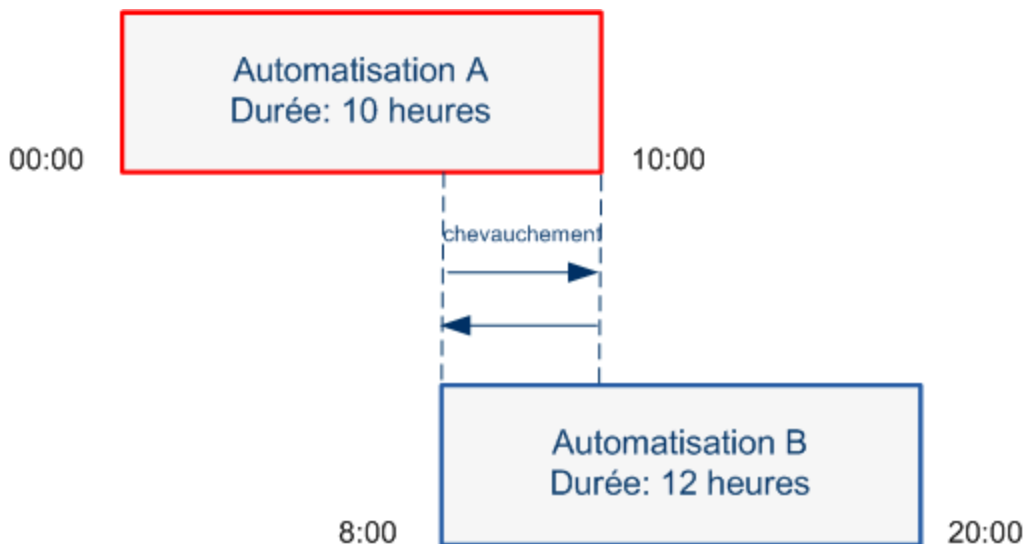 Automatisation A
Durée: 10 heures
00:00
10:00
chevauchement
Automatisation B
Durée: 12 heures
8:00
20:00